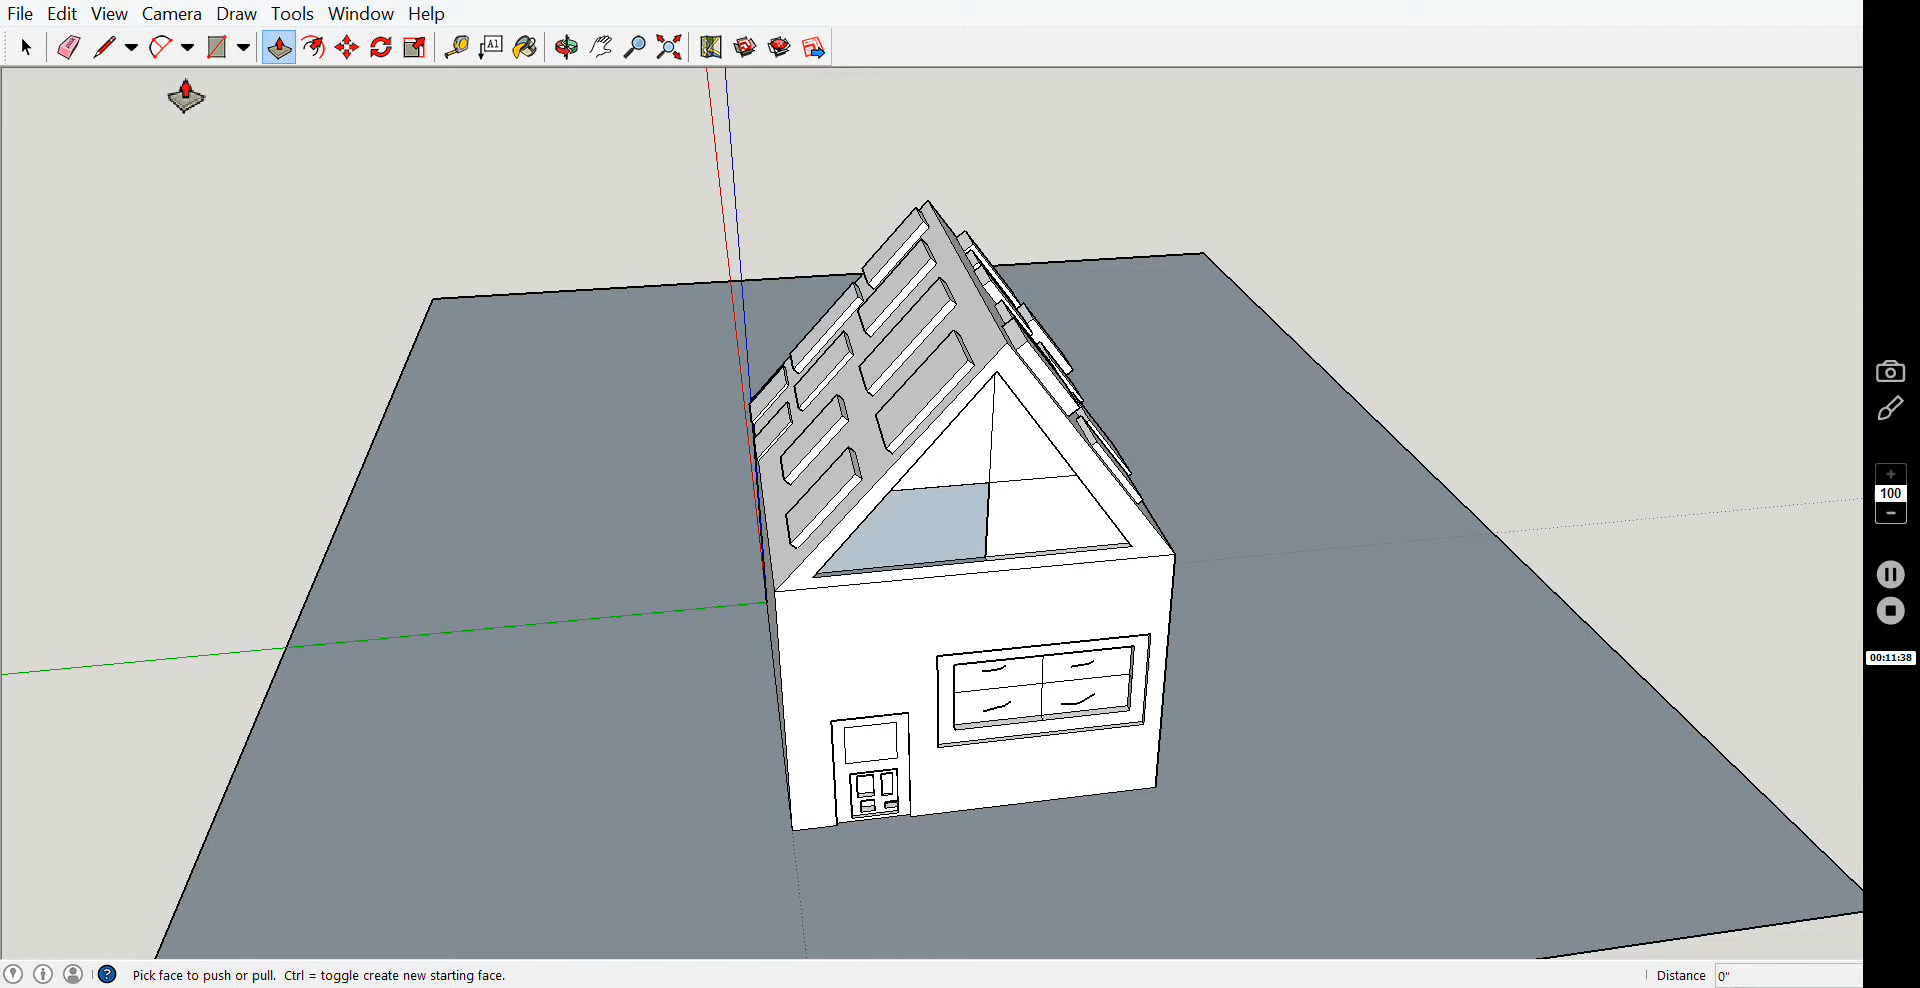 File Edit View Camera Draw Tools Window Help
A1
100
00:11:38
Pick face to push or pull. Ctrl = toggle create new starting face.
Distance 0"